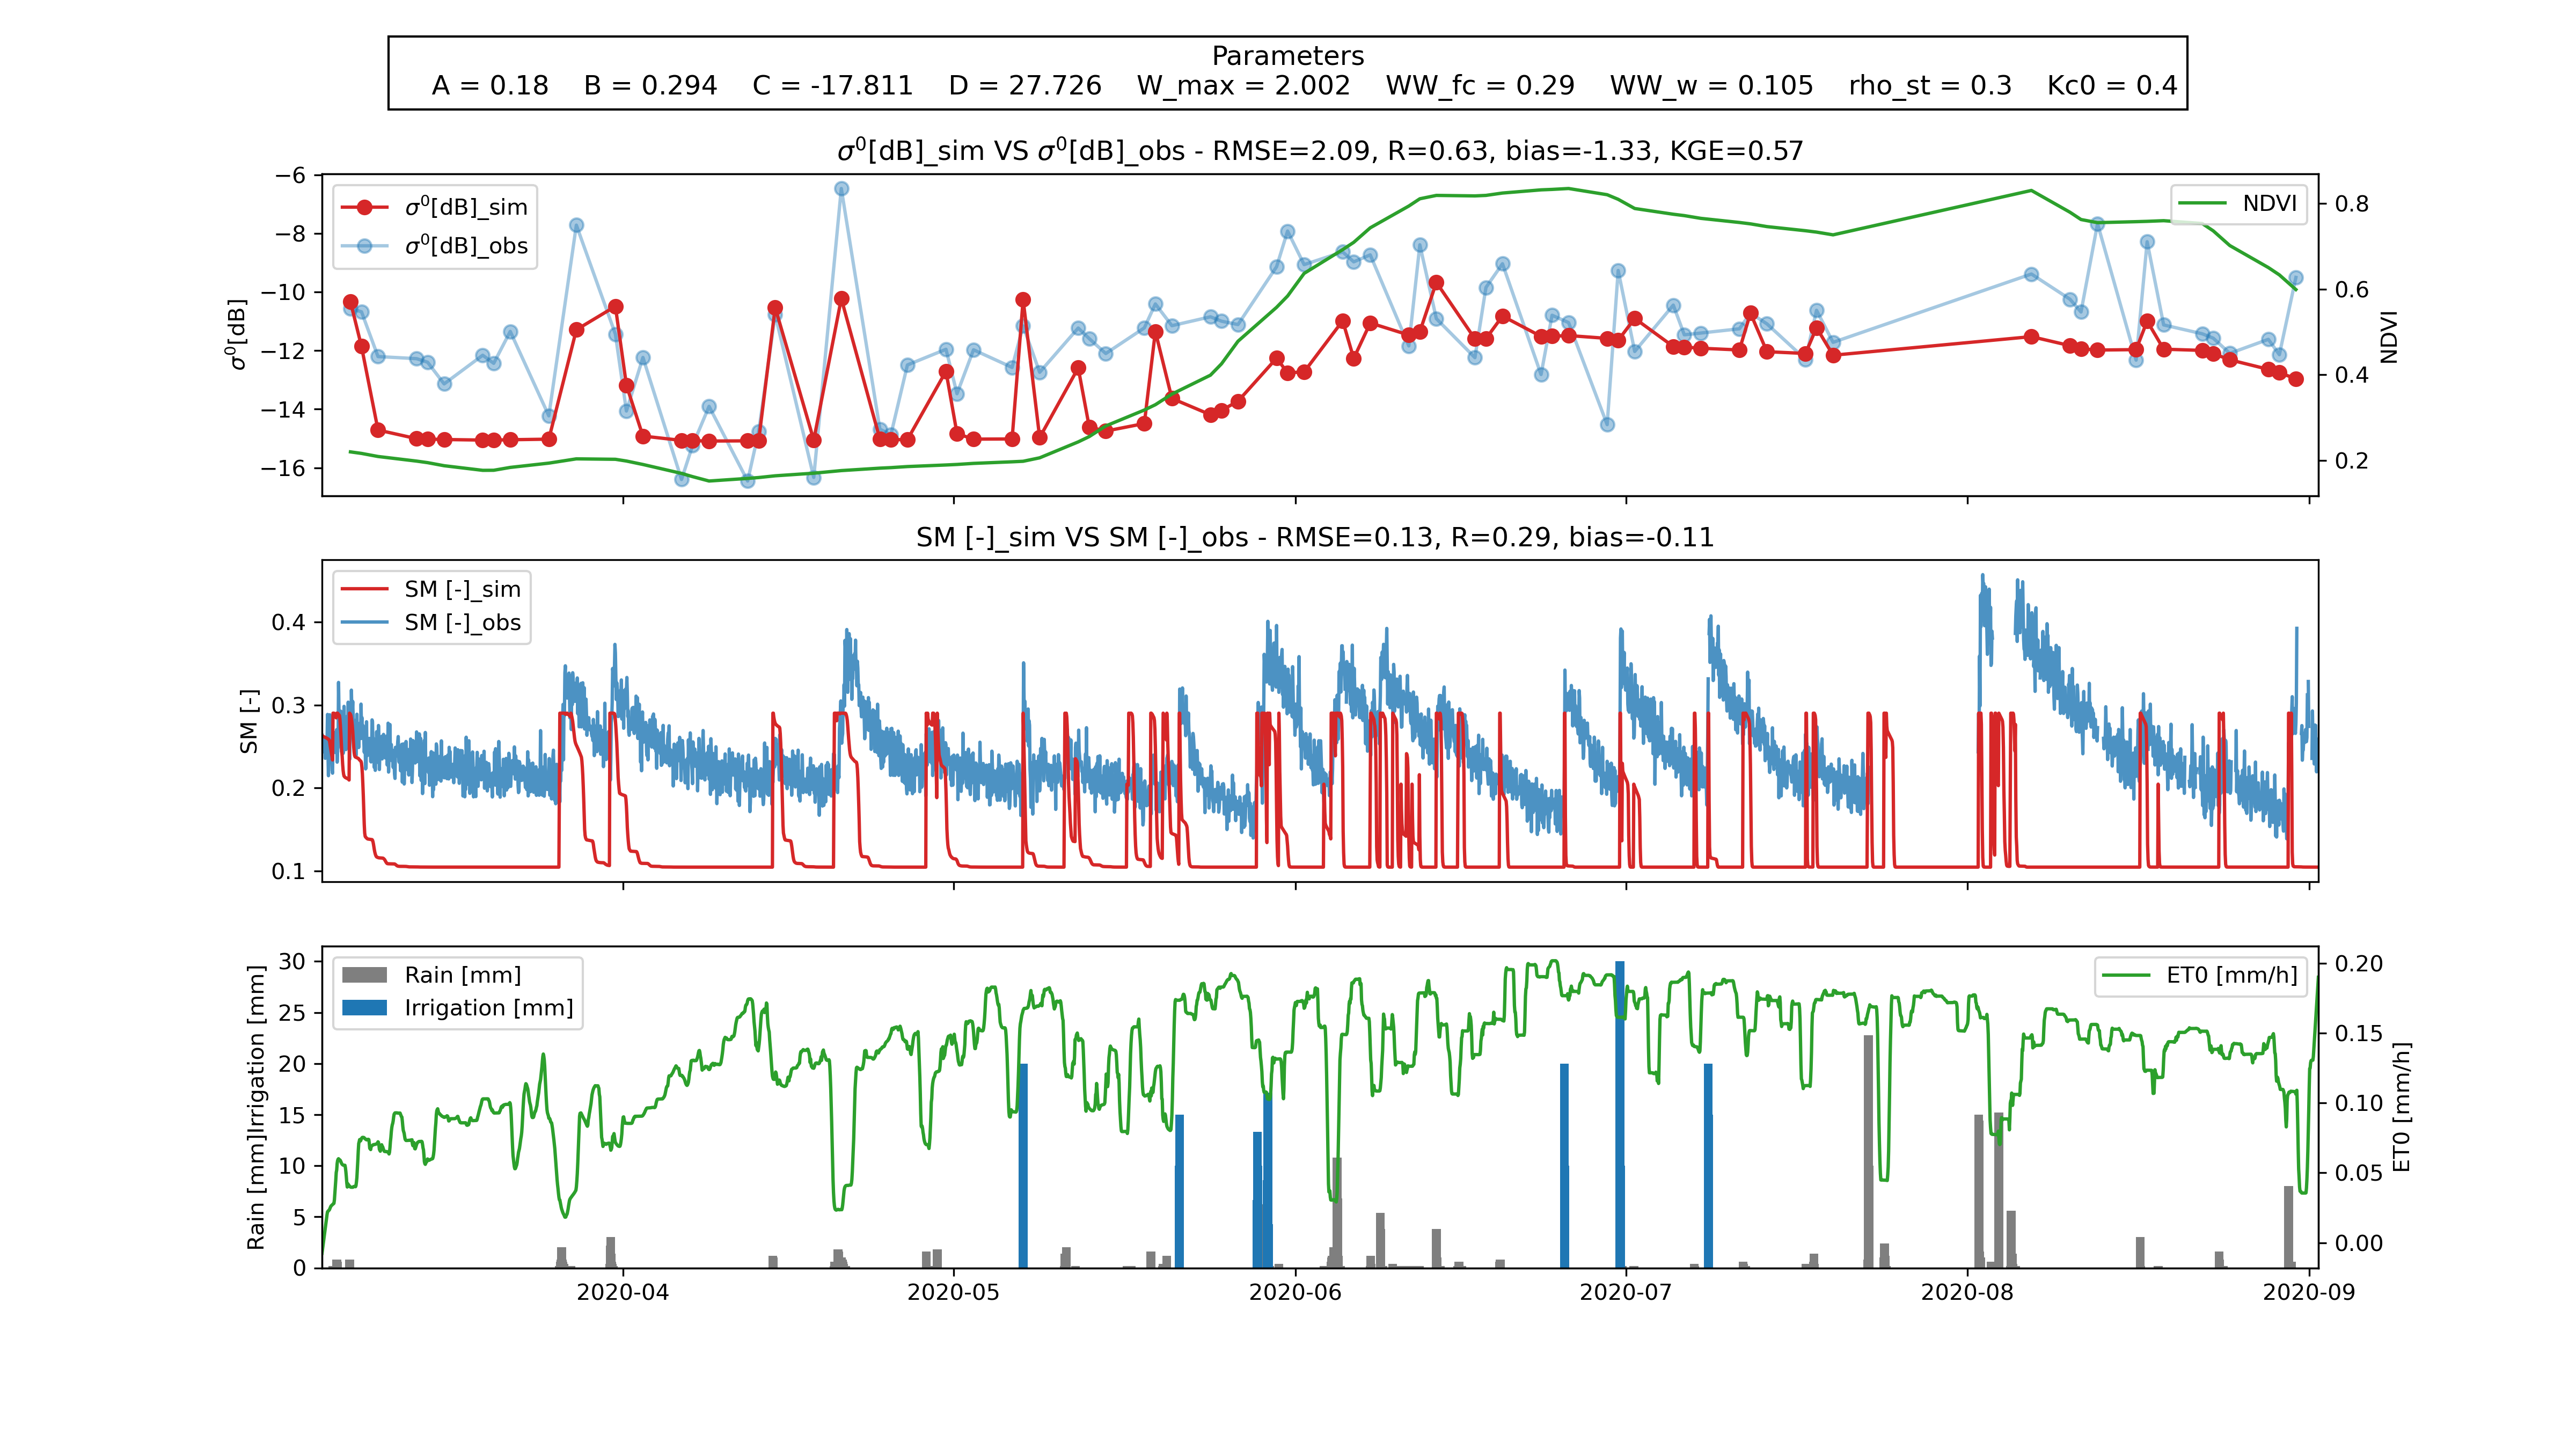 Parameters
A = 0.18 B = 0.294 C = -17.811 D = 27.726 W_max = 2.002 WW_fc = 0.29 WW_w = 0.105 rho_st = 0.3 Kc0 = 0.4
σ⁰[dB]_sim VS σ⁰[dB]_obs - RMSE=2.09, R=0.63, bias=-1.33, KGE=0.57
σ⁰[dB]_sim
σ⁰[dB]_obs
NDVI
−6
−8
−10
−12
−14
−16
σ⁰[dB]
0.8
0.6
0.4
0.2
NDVI
SM [-]_sim VS SM [-]_obs - RMSE=0.13, R=0.29, bias=-0.11
SM [-]_sim
SM [-]_obs
0.4
0.3
0.2
0.1
SM [-]
Rain [mm]
Irrigation [mm]
ET0 [mm/h]
30
25
20
15
10
5
0
Rain [mm]Irrigation [mm]
0.20
0.15
0.10
0.05
0.00
ET0 [mm/h]
2020-04 2020-05 2020-06 2020-07 2020-08 2020-09